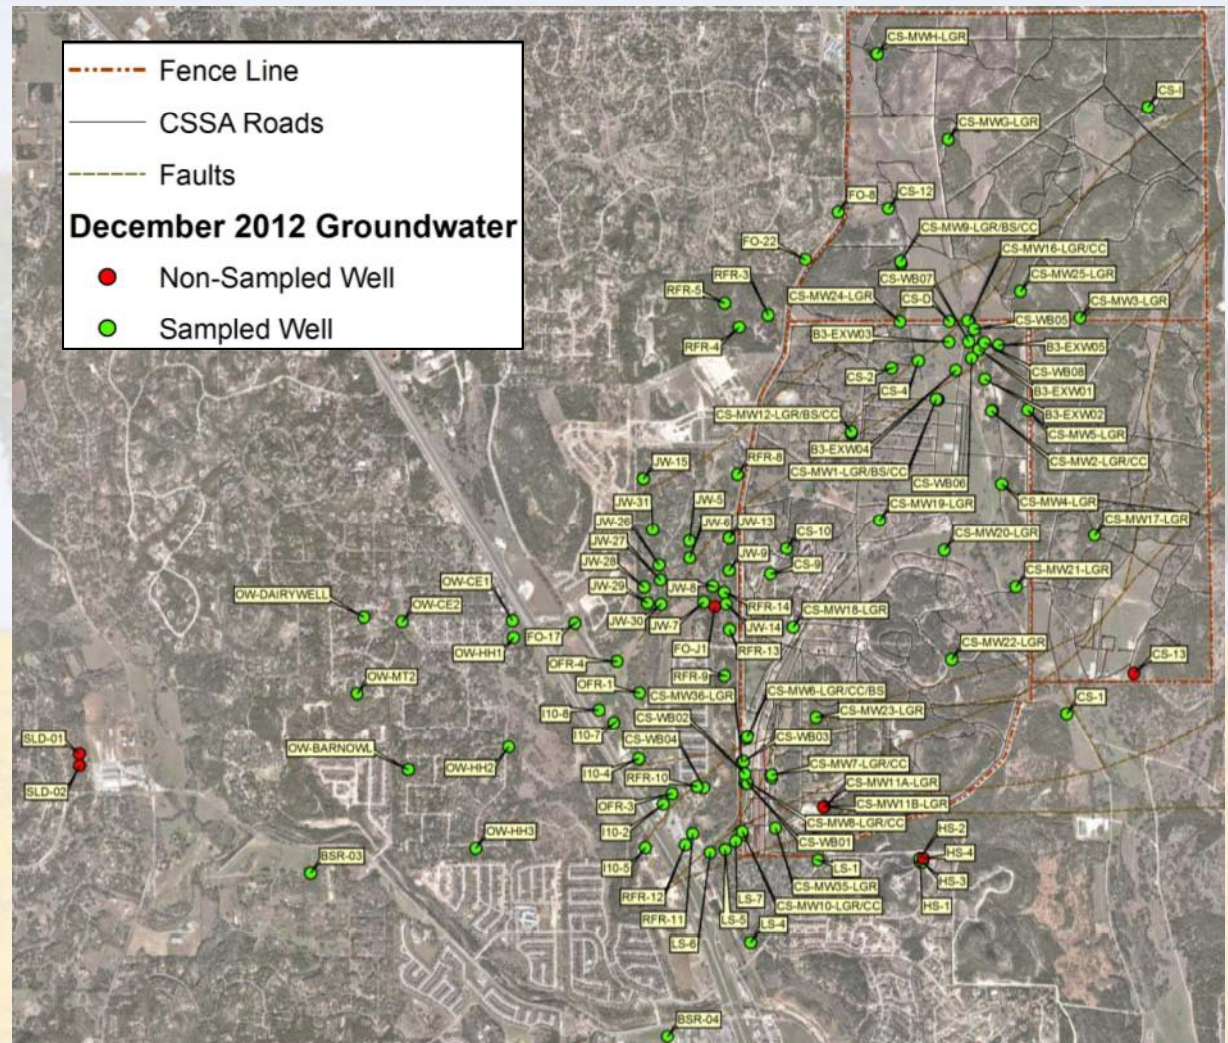 Fence Line
CSSA Roads
Faults
December 2012 Groundwater
Non-Sampled Well
Sampled Well
CS-MWH-LGR
CS-I
CS-MWG-LGR
FO-8
CS-12
CS-MW9-LGR/BS/CC
FO-22
CS-MW16-LGR/CC
RFR-3
CS-WB07
CS-MW25-LGR
RFR-5
CS-MW24-LGR
CS-D
CS-MW3-LGR
CS-WB05
B3-EXW03
RFR-4
B3-EXW05
CS-2
CS-WB08
CS-4
B3-EXW01
CS-MW12-LGR/BS/CC
B3-EXW02
CS-MW5-LGR
B3-EXW04
JW-15
RFR-8
CS-MW1-LGR/BS/CC
CS-MW2-LGR/CC
CS-WB06
JW-31
JW-5
CS-MW19-LGR
CS-MW4-LGR
JW-26
JW-6
JW-13
CS-MW17-LGR
JW-27
CS-10
CS-MW20-LGR
JW-28
JW-9
CS-9
OW-CE1
JW-29
JW-8
CS-MW21-LGR
OW-DAIRYWELL
OW-CE2
RFR-14
CS-MW18-LGR
JW-30
JW-7
JW-14
FO-17
CS-MW22-LGR
OW-HH1
FO-J1
RFR-13
CS-13
OFR-4
OW-MT2
RFR-9
OFR-1
CS-MW36-LGR
CS-MW6-LGR/CC/BS
CS-1
I10-8
CS-WB02
CS-MW23-LGR
SLD-01
I10-7
CS-WB04
CS-WB03
OW-BARNOWL
OW-HH2
CS-MW7-LGR/CC
I10-4
RFR-10
CS-MW11A-LGR
SLD-02
OFR-3
CS-MW11B-LGR
CS-MW8-LGR/CC
HS-2
OW-HH3
I10-2
CS-WB01
HS-4
BSR-03
I10-5
LS-1
HS-3
CS-MW35-LGR
RFR-12
LS-7
CS-MW10-LGR/CC
HS-1
RFR-11
LS-5
LS-4
LS-6
BSR-04